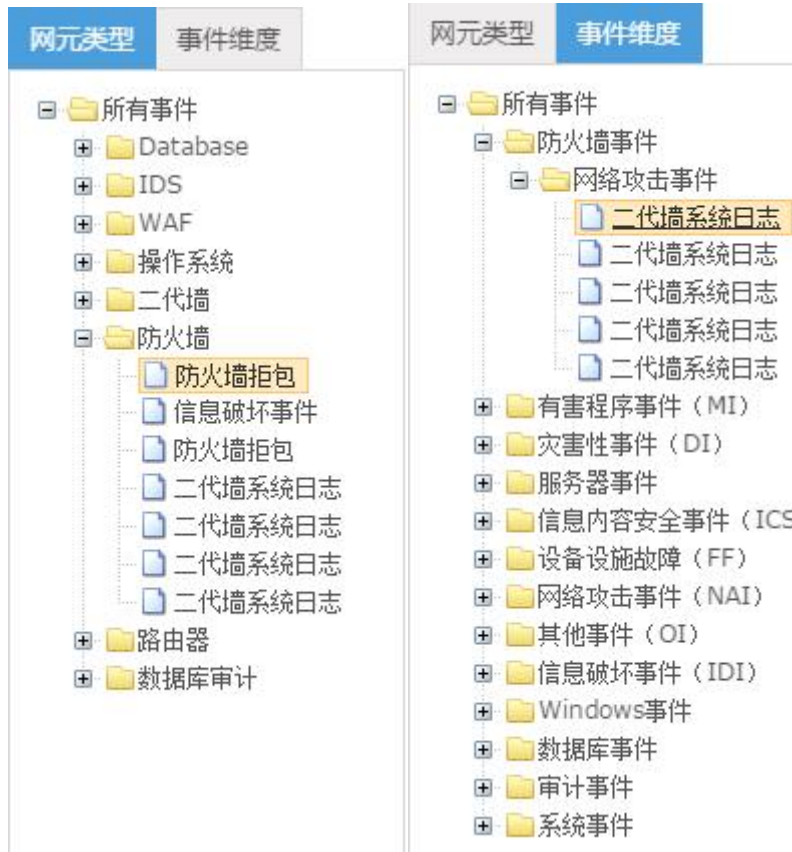 网元类型 事件维度
所有事件
Database
IDS
WAF
操作系统
二代墙
防火墙
防火墙拒包
信息破坏事件
防火墙拒包
二代墙系统日志
二代墙系统日志
二代墙系统日志
二代墙系统日志
路由器
数据库审计
网元类型 事件维度
所有事件
防火墙事件
网络攻击事件
二代墙系统日志
二代墙系统日志
二代墙系统日志
二代墙系统日志
二代墙系统日志
有害程序事件（MI）
灾害性事件（DI）
服务器事件
信息内容安全事件（ICS
设备设施故障（FF）
网络攻击事件（NAI）
其他事件（OI）
信息破坏事件（IDI）
Windows事件
数据库事件
审计事件
系统事件